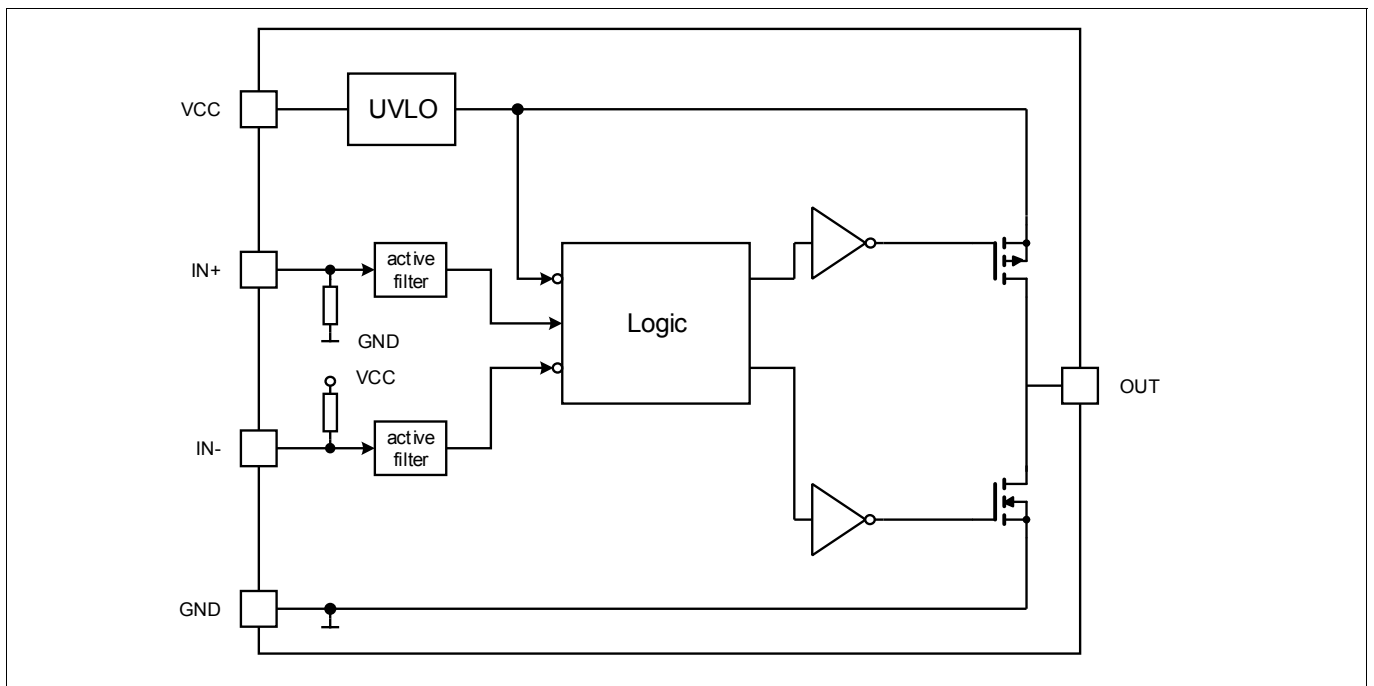 VCC
UVLO
IN+
active
filter
GND
Logic
VCC
OUT
IN-
active
filter
GND